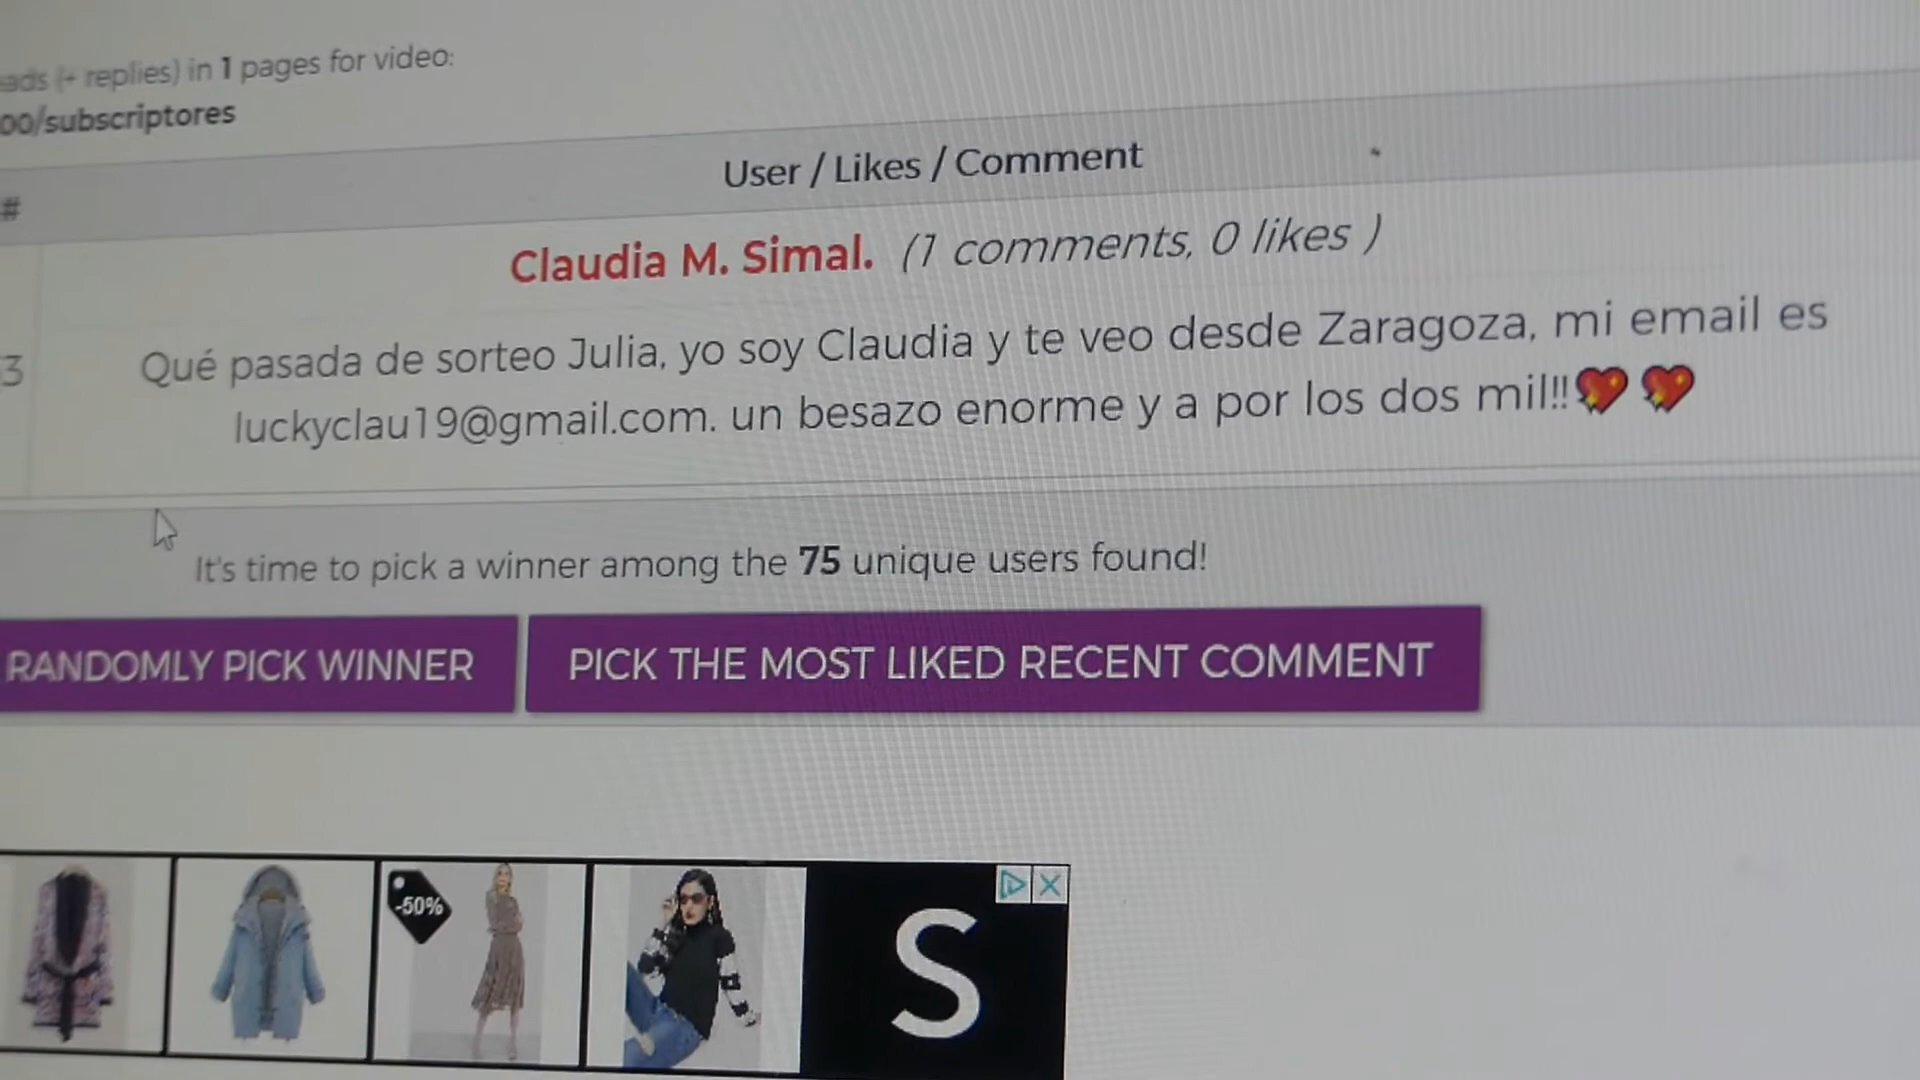 (+ replies) in 1 pages for video:
00/subscriptores
#
User / Likes / Comment
Claudia M. Simal. (1 comments, 0 likes )
3
Qué pasada de sorteo Julia, yo soy Claudia y te veo desde Zaragoza, mi email es
luckyclau19@gmail.com. un besazo enorme y a por los dos mil!!💖💖
It's time to pick a winner among the 75 unique users found!
RANDOMLY PICK WINNER
PICK THE MOST LIKED RECENT COMMENT
-50%
S